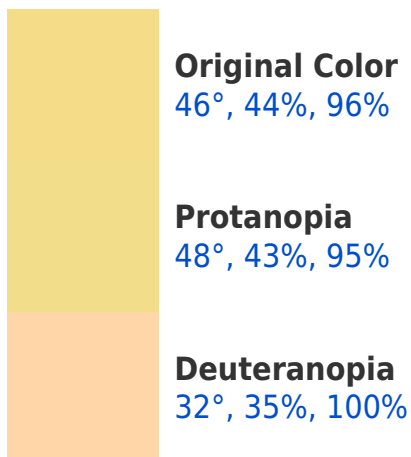 Original Color
46°, 44%, 96%
Protanopia
48°, 43%, 95%
Deuteranopia
32°, 35%, 100%